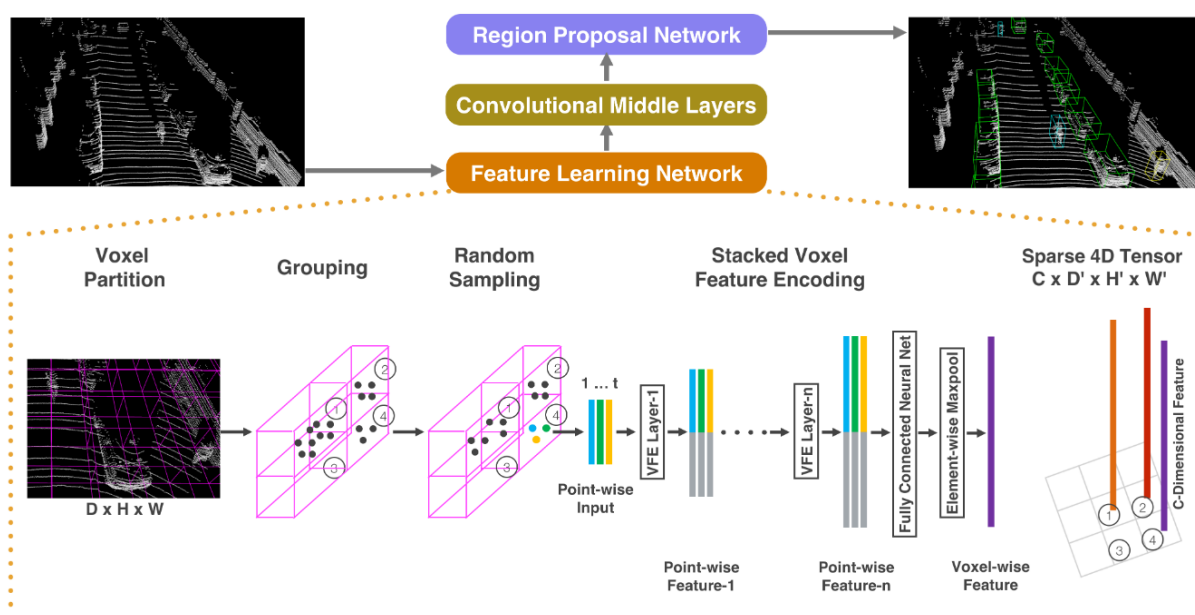 Region Proposal Network
Convolutional Middle Layers
Feature Learning Network
Voxel
Partition
Grouping
Random
Sampling
Stacked Voxel
Feature Encoding
Sparse 4D Tensor
C x D' x H' x W'
D x H x W
1
2
3
4
1
2
3
4
1 ... t
Point-wise
Input
VFE Layer-1
Point-wise
Feature-1
VFE Layer-n
Point-wise
Feature-n
Fully Connected Neural Net
Element-wise Maxpool
Voxel-wise
Feature
C-Dimensional Feature
1
2
3
4